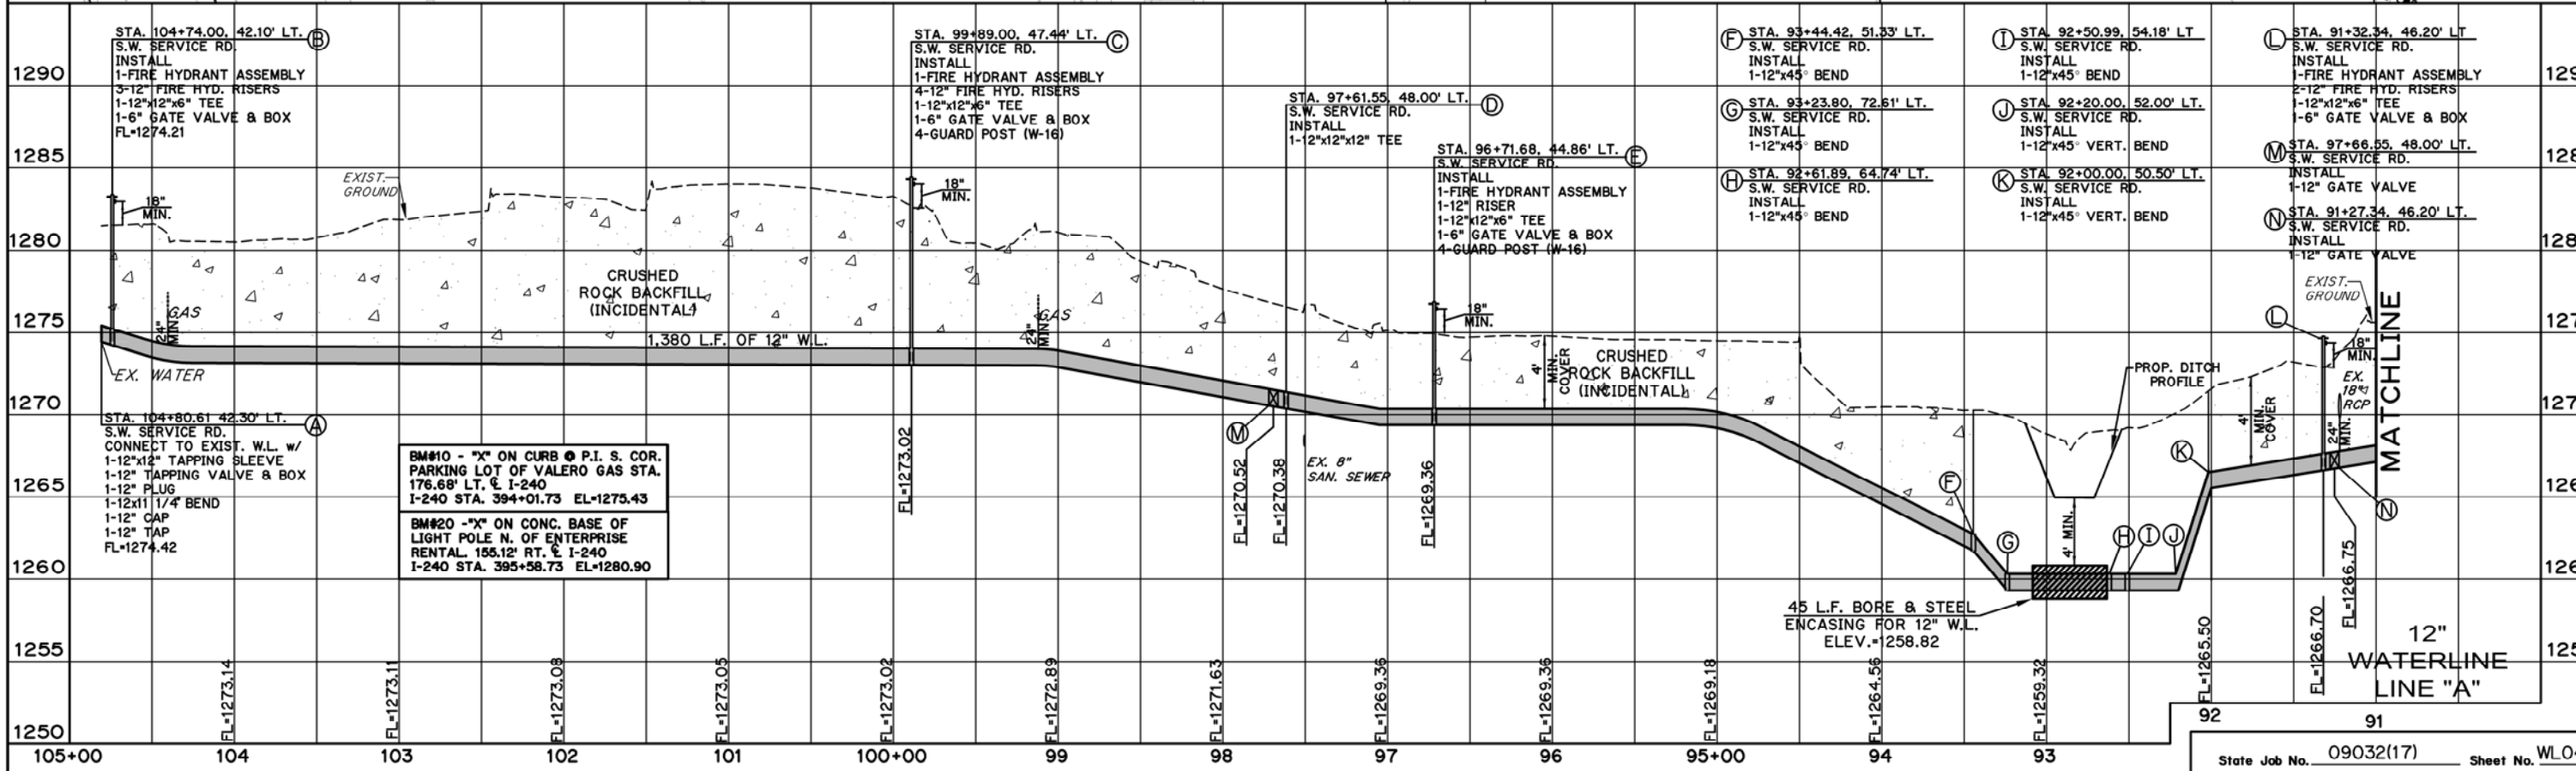 STA. 104+74.00, 42.10' LT. B
S.W. SERVICE RD.
INSTALL
1-FIRE HYDRANT ASSEMBLY
3-12" FIRE HYD. RISERS
1-12"x12"x6" TEE
1-6" GATE VALVE & BOX
FL=1274.21
STA. 99+89.00, 47.44' LT. C
S.W. SERVICE RD.
INSTALL
1-FIRE HYDRANT ASSEMBLY
4-12" FIRE HYD. RISERS
1-12"x12"x6" TEE
1-6" GATE VALVE & BOX
4-GUARD POST (W-16)
STA. 97+61.55, 48.00' LT. D
S.W. SERVICE RD.
INSTALL
1-12"x12"x12" TEE
STA. 96+71.68, 44.86' LT. E
S.W. SERVICE RD.
INSTALL
1-FIRE HYDRANT ASSEMBLY
1-12" RISER
1-12"x12"x6" TEE
1-6" GATE VALVE & BOX
4-GUARD POST (W-16)
F STA. 93+44.42, 51.33' LT.
S.W. SERVICE RD.
INSTALL
1-12"x45° BEND
G STA. 93+23.80, 72.61' LT.
S.W. SERVICE RD.
INSTALL
1-12"x45° BEND
H STA. 92+61.89, 64.74' LT.
S.W. SERVICE RD.
INSTALL
1-12"x45° BEND
I STA. 92+50.99, 54.18' LT
S.W. SERVICE RD.
INSTALL
1-12"x45° BEND
J STA. 92+20.00, 52.00' LT.
S.W. SERVICE RD.
INSTALL
1-12"x45° VERT. BEND
K STA. 92+00.00, 50.50' LT.
S.W. SERVICE RD.
INSTALL
1-12"x45° VERT. BEND
L STA. 91+32.34, 46.20' LT
S.W. SERVICE RD.
INSTALL
1-FIRE HYDRANT ASSEMBLY
2-12" FIRE HYD. RISERS
1-12"x12"x6" TEE
1-6" GATE VALVE & BOX
M STA. 97+66.55, 48.00' LT.
S.W. SERVICE RD.
INSTALL
1-12" GATE VALVE
N STA. 91+27.34, 46.20' LT.
S.W. SERVICE RD.
INSTALL
1-12" GATE VALVE
1290
1285
1280
1275
1270
1265
1260
1255
1250
EXIST.
GROUND
18"
MIN.
18"
MIN.
18"
MIN.
18"
MIN.
GAS
24"
MIN.
GAS
24"
MIN.
CRUSHED
ROCK BACKFILL
(INCIDENTAL)
1,380 L.F. OF 12" W.L.
EX. WATER
STA. 104+80.61 42.30' LT. A
S.W. SERVICE RD.
CONNECT TO EXIST. W.L. w/
1-12"x12" TAPPING SLEEVE
1-12" TAPPING VALVE & BOX
1-12" PLUG
1-12x11 1/4° BEND
1-12" CAP
1-12" TAP
FL=1274.42
BM#10 - "X" ON CURB @ P.I. S. COR.
PARKING LOT OF VALERO GAS STA.
176.68' LT. ℄ I-240
I-240 STA. 394+01.73 EL=1275.43
BM#20 -"X" ON CONC. BASE OF
LIGHT POLE N. OF ENTERPRISE
RENTAL. 155.12' RT. ℄ I-240
I-240 STA. 395+58.73 EL=1280.90
M
EX. 8"
SAN. SEWER
4'
MIN.
COVER
CRUSHED
ROCK BACKFILL
(INCIDENTAL)
PROP. DITCH
PROFILE
EXIST.
GROUND
MATCHLINE
L
EX.
18"
RCP
24"
MIN.
4'
MIN.
COVER
K
F
G
H
I
J
N
4' MIN.
45 L.F. BORE & STEEL
ENCASING FOR 12" W.L.
ELEV.=1258.82
FL=1273.02
FL=1270.52
FL=1270.38
FL=1269.36
FL=1266.70
FL=1266.75
FL=1273.14
FL=1273.11
FL=1273.08
FL=1273.05
FL=1273.02
FL=1272.89
FL=1271.63
FL=1269.36
FL=1269.36
FL=1269.18
FL=1264.56
FL=1259.32
FL=1265.50
12"
WATERLINE
LINE "A"
105+00 104 103 102 101 100+00 99 98 97 96 95+00 94 93 92 91
State Job No. 09032(17) Sheet No.